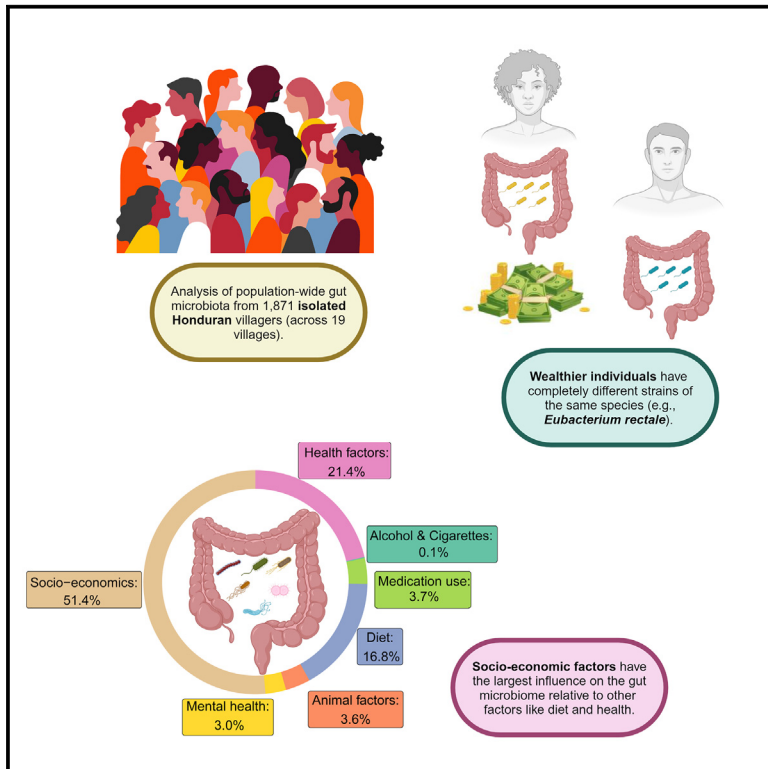 Analysis of population-wide gut
microbiota from 1,871 isolated
Honduran villagers (across 19
villages).
Wealthier individuals have
completely different strains of
the same species (e.g.,
Eubacterium rectale).
Health factors:
21.4%
Alcohol & Cigarettes:
0.1%
Socio−economics:
51.4%
Medication use:
3.7%
Diet:
16.8%
Mental health:
3.0%
Animal factors:
3.6%
Socio-economic factors have
the largest influence on the gut
microbiome relative to other
factors like diet and health.